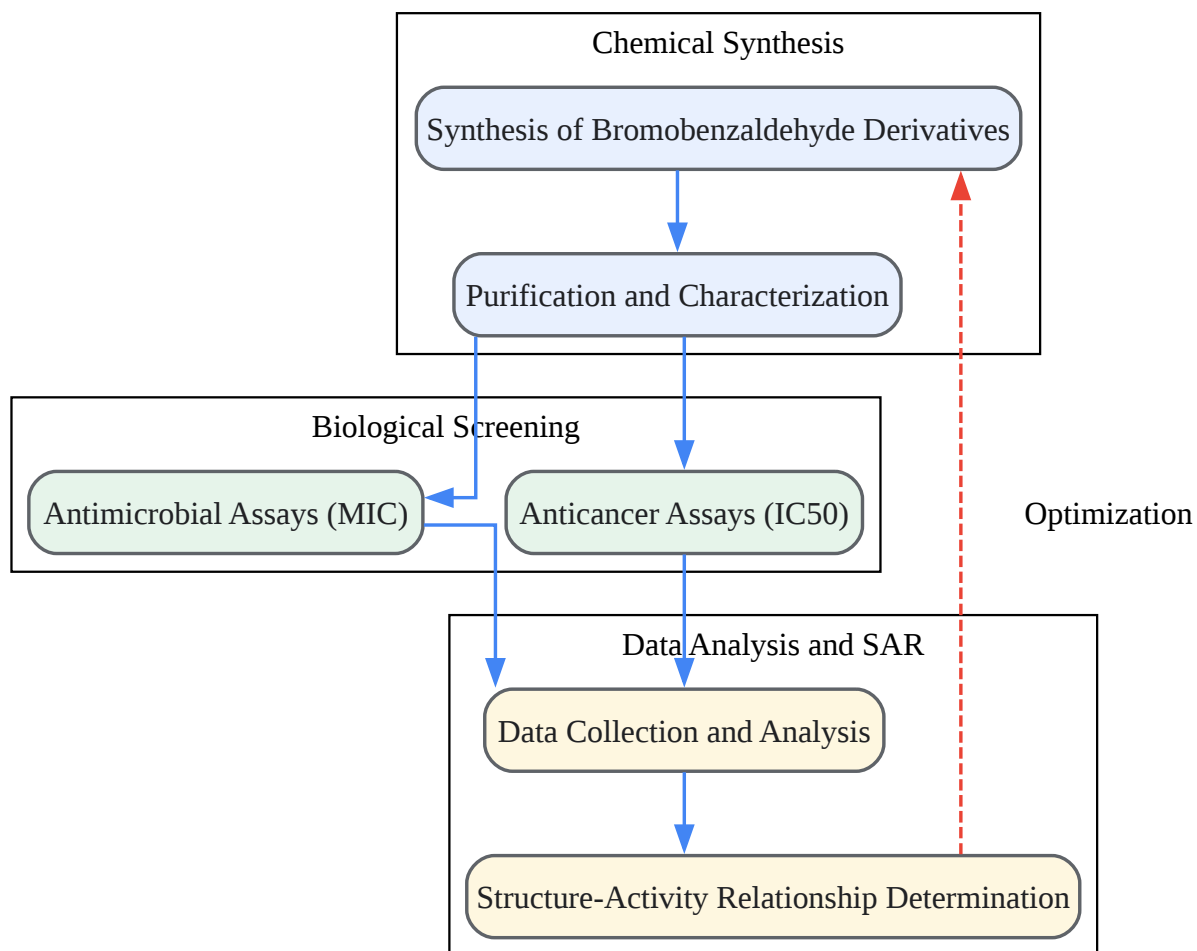 Chemical Synthesis
Synthesis of Bromobenzaldehyde Derivatives
Purification and Characterization
Biological Screening
Antimicrobial Assays (MIC)
Anticancer Assays (IC50)
Optimization
Data Analysis and SAR
Data Collection and Analysis
Structure-Activity Relationship Determination